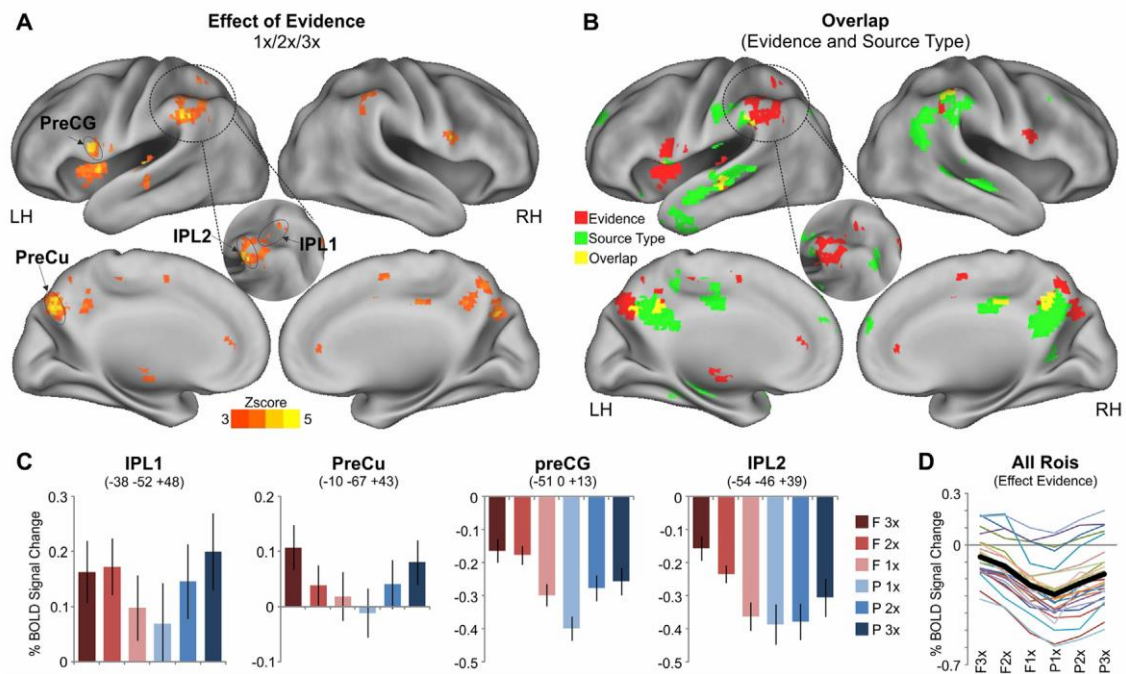 A
Effect of Evidence
1x/2x/3x
PreCG
LH
RH
IPL2
IPL1
PreCu
Zscore
3 5
B
Overlap
(Evidence and Source Type)
Evidence
Source Type
Overlap
LH
RH
C
% BOLD Signal Change
IPL1
(-38 -52 +48)
0.3
0.2
0.1
0
PreCu
(-10 -67 +43)
0.2
0.1
0
-0.1
preCG
(-51 0 +13)
0
-0.1
-0.2
-0.3
-0.4
-0.5
IPL2
(-54 -46 +39)
0
-0.1
-0.2
-0.3
-0.4
-0.5
F 3x
F 2x
F 1x
P 1x
P 2x
P 3x
D
All Rois
(Effect Evidence)
% BOLD Signal Change
0.3
0
-0.7
F3x
F2x
F1x
P1x
P2x
P3x